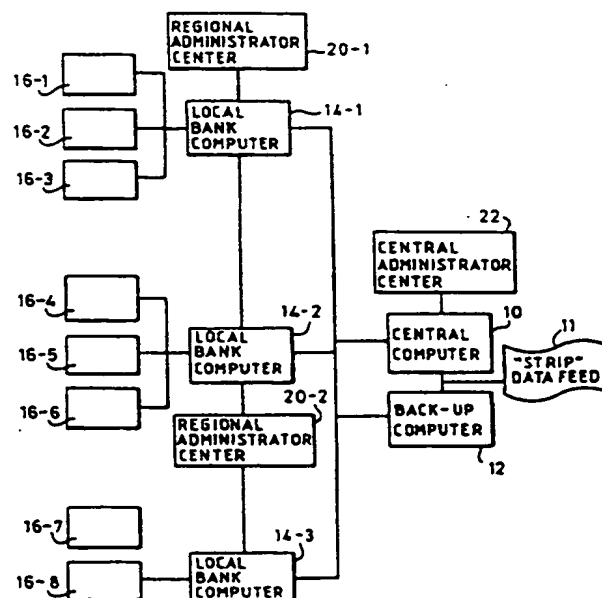 REGIONAL
ADMINISTRATOR
CENTER
20-1
16-1
16-2
16-3
LOCAL
BANK
COMPUTER
14-1
22
CENTRAL
ADMINISTRATOR
CENTER
16-4
16-5
16-6
14-2
LOCAL
BANK
COMPUTER
10
CENTRAL
COMPUTER
11
"STRIP"
DATA FEED
20-2
REGIONAL
ADMINISTRATOR
CENTER
BACK-UP
COMPUTER
12
16-7
16-8
14-3
LOCAL
BANK
COMPUTER